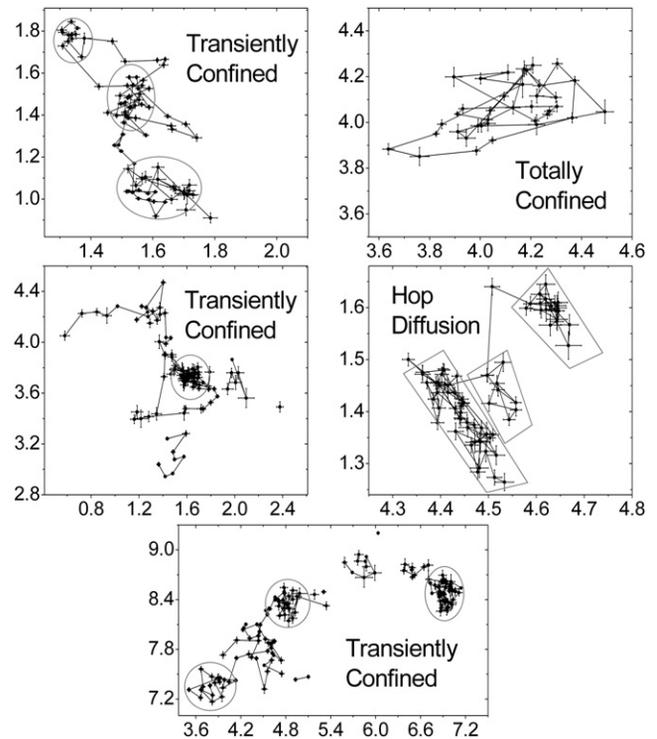 1.8
1.6
1.4
1.2
1.0
Transiently
Confined
1.4 1.6 1.8 2.0
4.4
4.2
4.0
3.8
3.6
Totally
Confined
3.6 3.8 4.0 4.2 4.4 4.6
4.4
4.0
3.6
3.2
2.8
Transiently
Confined
0.8 1.2 1.6 2.0 2.4
1.6
1.5
1.4
1.3
Hop
Diffusion
4.3 4.4 4.5 4.6 4.7 4.8
9.0
8.4
7.8
7.2
Transiently
Confined
3.6 4.2 4.8 5.4 6.0 6.6 7.2